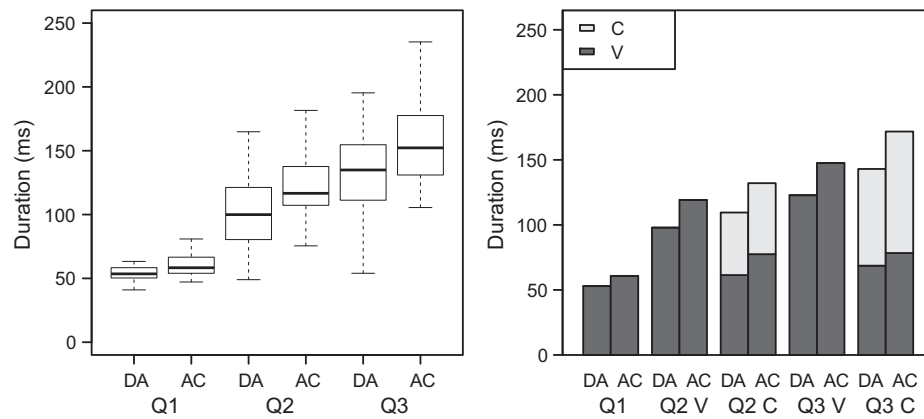 250
200
150
100
50
0
Duration (ms)
DA AC DA AC DA AC
Q1 Q2 Q3
C
V
250
200
150
100
50
0
Duration (ms)
DA AC DA AC DA AC DA AC DA AC
Q1 Q2 V Q2 C Q3 V Q3 C